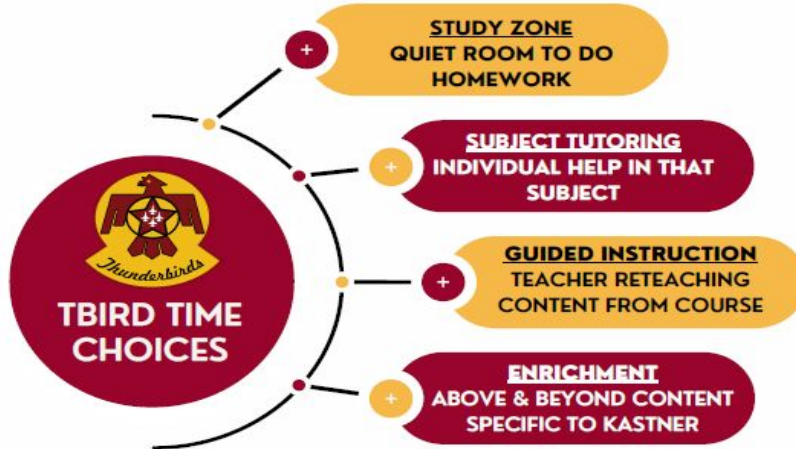 STUDY ZONE
QUIET ROOM TO DO
HOMEWORK
SUBJECT TUTORING
INDIVIDUAL HELP IN THAT
SUBJECT
Thunderbirds
TBIRD TIME
CHOICES
GUIDED INSTRUCTION
TEACHER RETEACHING
CONTENT FROM COURSE
ENRICHMENT
ABOVE & BEYOND CONTENT
SPECIFIC TO KASTNER